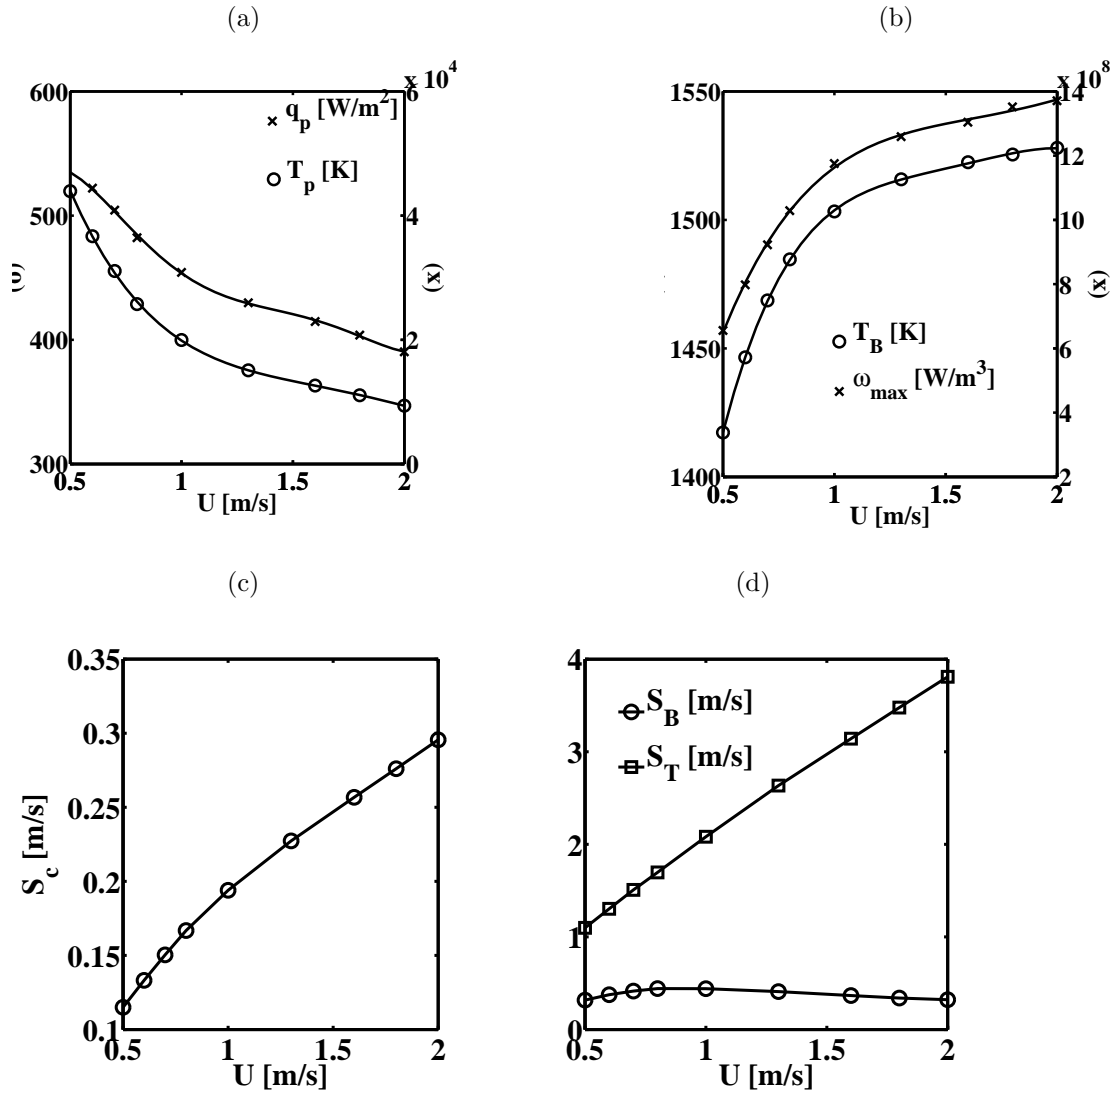 (a)
(b)
x 10^4
x 10^8
600
500
400
300
6
4
2
0
q_p [W/m^2]
T_p [K]
(x)
0.5 1 1.5 2
U [m/s]
1550
1500
1450
1400
14
12
10
8
6
4
2
T_B [K]
ω_max [W/m^3]
(x)
0.5 1 1.5 2
U [m/s]
(c)
(d)
0.35
0.3
0.25
0.2
0.15
0.1
S_c [m/s]
0.5 1 1.5 2
U [m/s]
4
3
2
1
0
S_B [m/s]
S_T [m/s]
0.5 1 1.5 2
U [m/s]